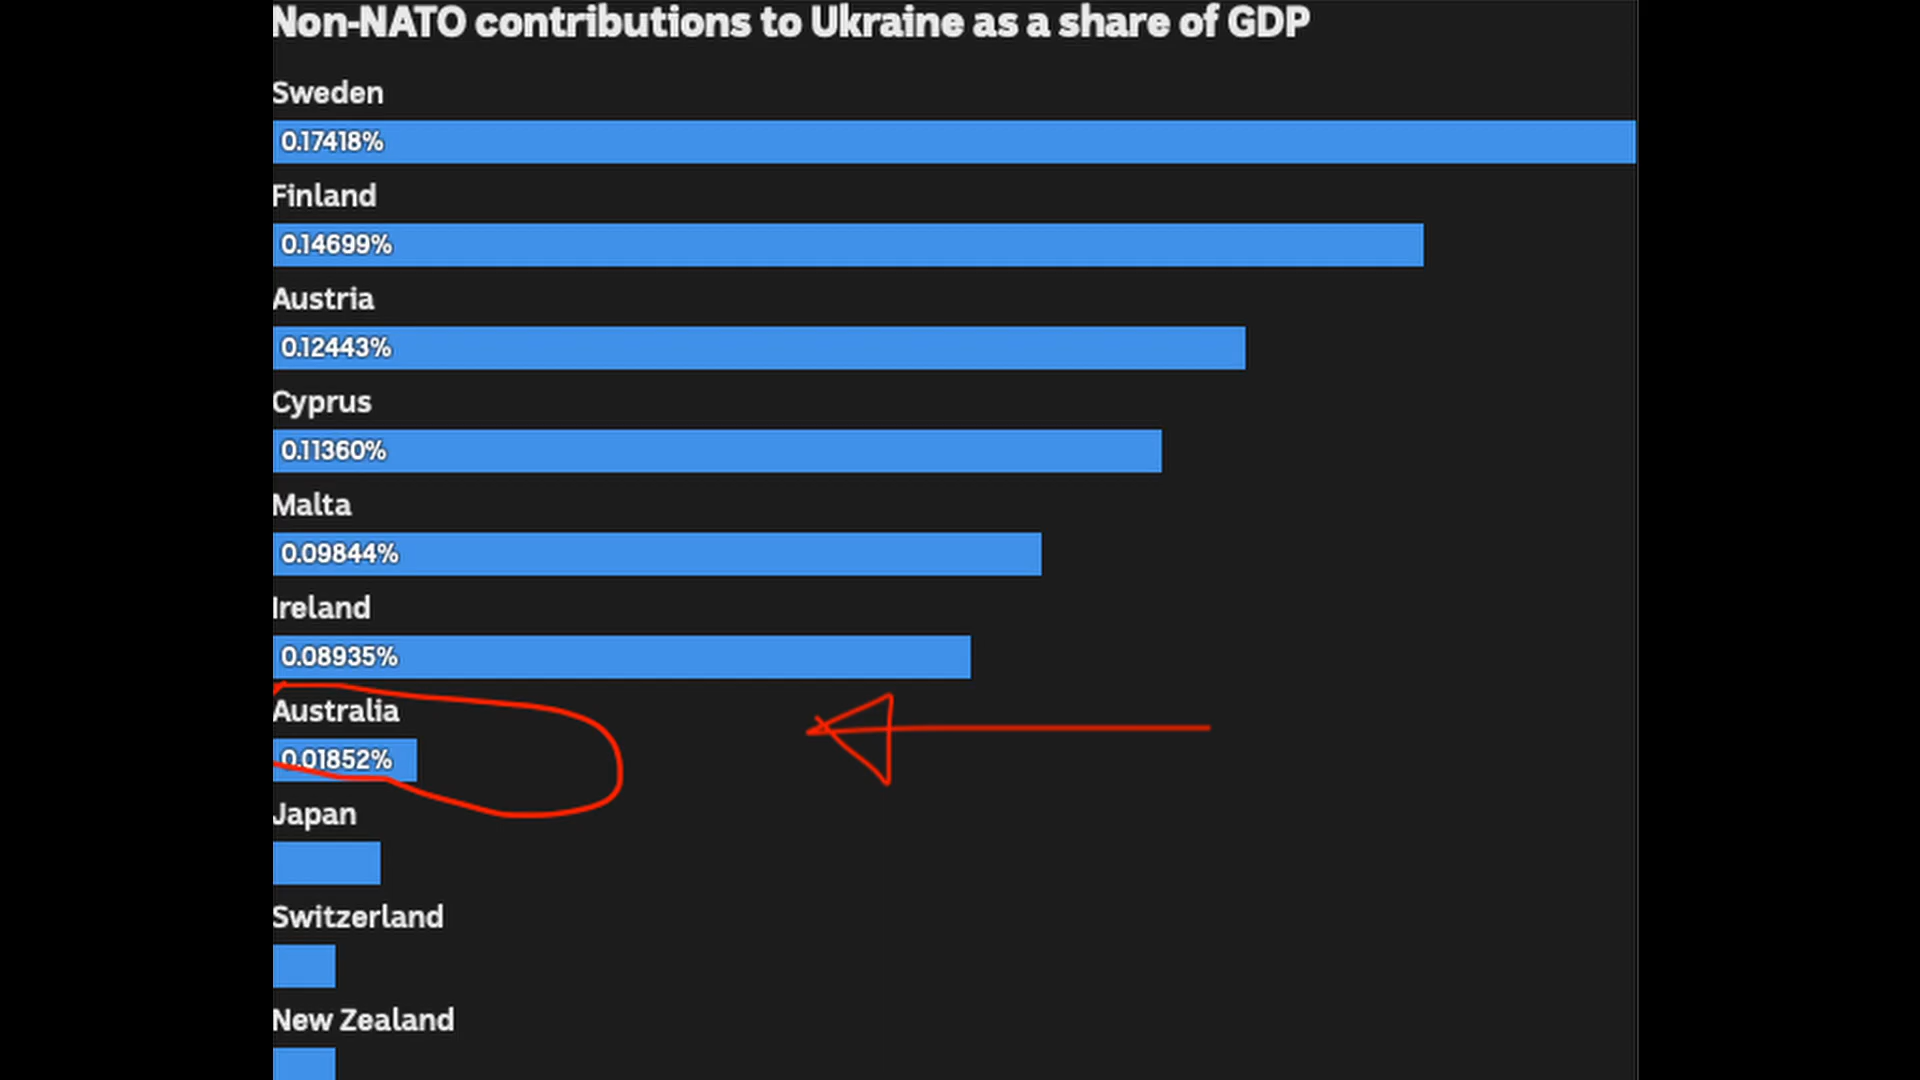 Non-NATO contributions to Ukraine as a share of GDP
Sweden
0.17418%
Finland
0.14699%
Austria
0.12443%
Cyprus
0.11360%
Malta
0.09844%
Ireland
0.08935%
Australia
0.01852%
Japan
Switzerland
New Zealand